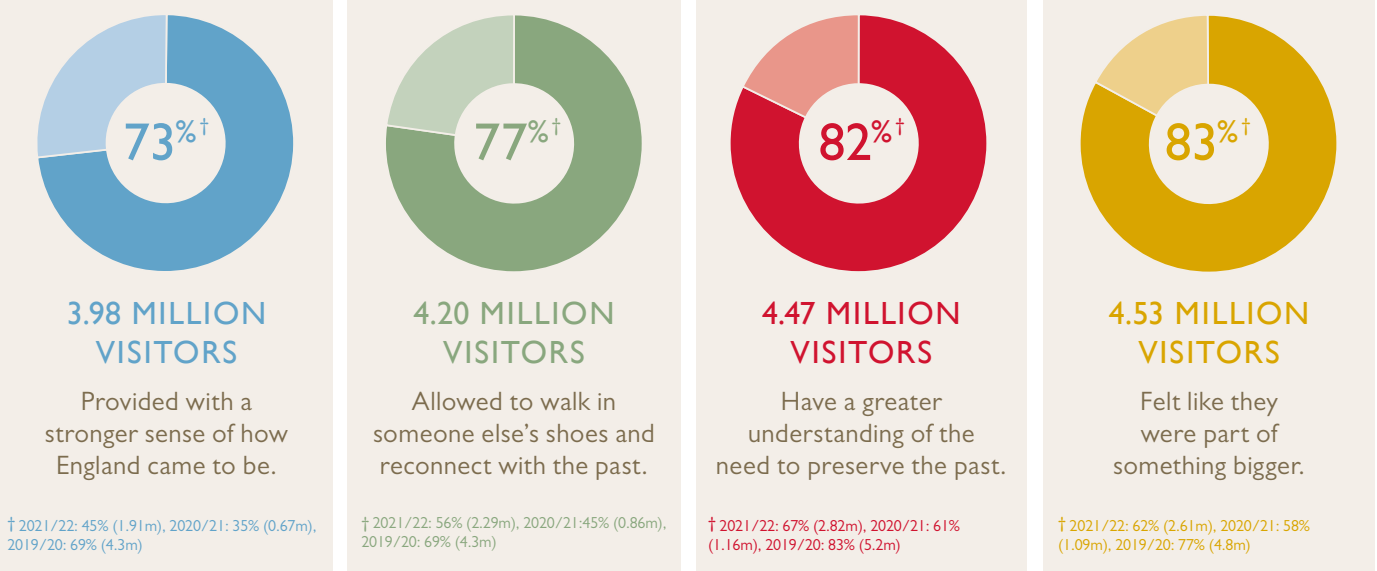 73%†
3.98 MILLION
VISITORS
Provided with a
stronger sense of how
England came to be.
† 2021/22: 45% (1.91m), 2020/21: 35% (0.67m),
2019/20: 69% (4.3m)
77%†
4.20 MILLION
VISITORS
Allowed to walk in
someone else’s shoes and
reconnect with the past.
† 2021/22: 56% (2.29m), 2020/21:45% (0.86m),
2019/20: 69% (4.3m)
82%†
4.47 MILLION
VISITORS
Have a greater
understanding of the
need to preserve the past.
† 2021/22: 67% (2.82m), 2020/21: 61%
(1.16m), 2019/20: 83% (5.2m)
83%†
4.53 MILLION
VISITORS
Felt like they
were part of
something bigger.
† 2021/22: 62% (2.61m), 2020/21: 58%
(1.09m), 2019/20: 77% (4.8m)